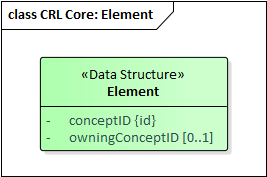 class CRL Core: Element
«Data Structure»
Element
- conceptID {id}
- owningConceptID [0..1]